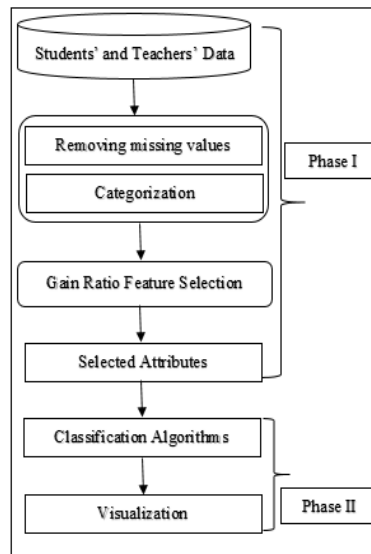 Students' and Teachers' Data
Removing missing values
Categorization
Phase I
Gain Ratio Feature Selection
Selected Attributes
Classification Algorithms
Visualization
Phase II